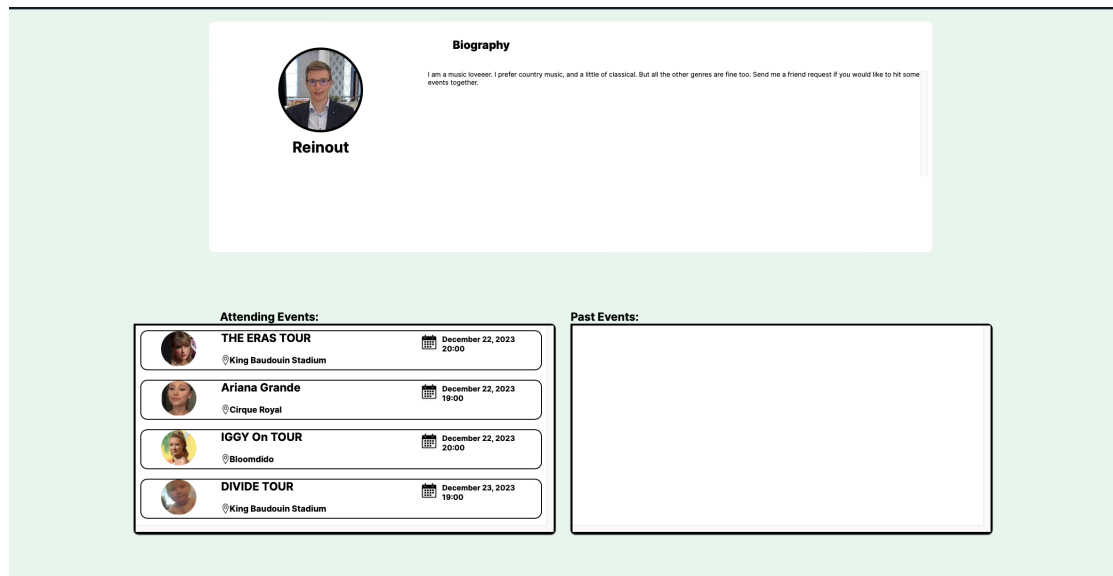 Biography
I am a music loveeer. I prefer country music, and a little of classical. But all the other genres are fine too. Send me a friend request if you would like to hit some
events together.
Reinout
Attending Events:
THE ERAS TOUR
December 22, 2023
20:00
King Baudouin Stadium
Ariana Grande
December 22, 2023
19:00
Cirque Royal
IGGY On TOUR
December 22, 2023
20:00
Bloomdido
DIVIDE TOUR
December 23, 2023
19:00
King Baudouin Stadium
Past Events: